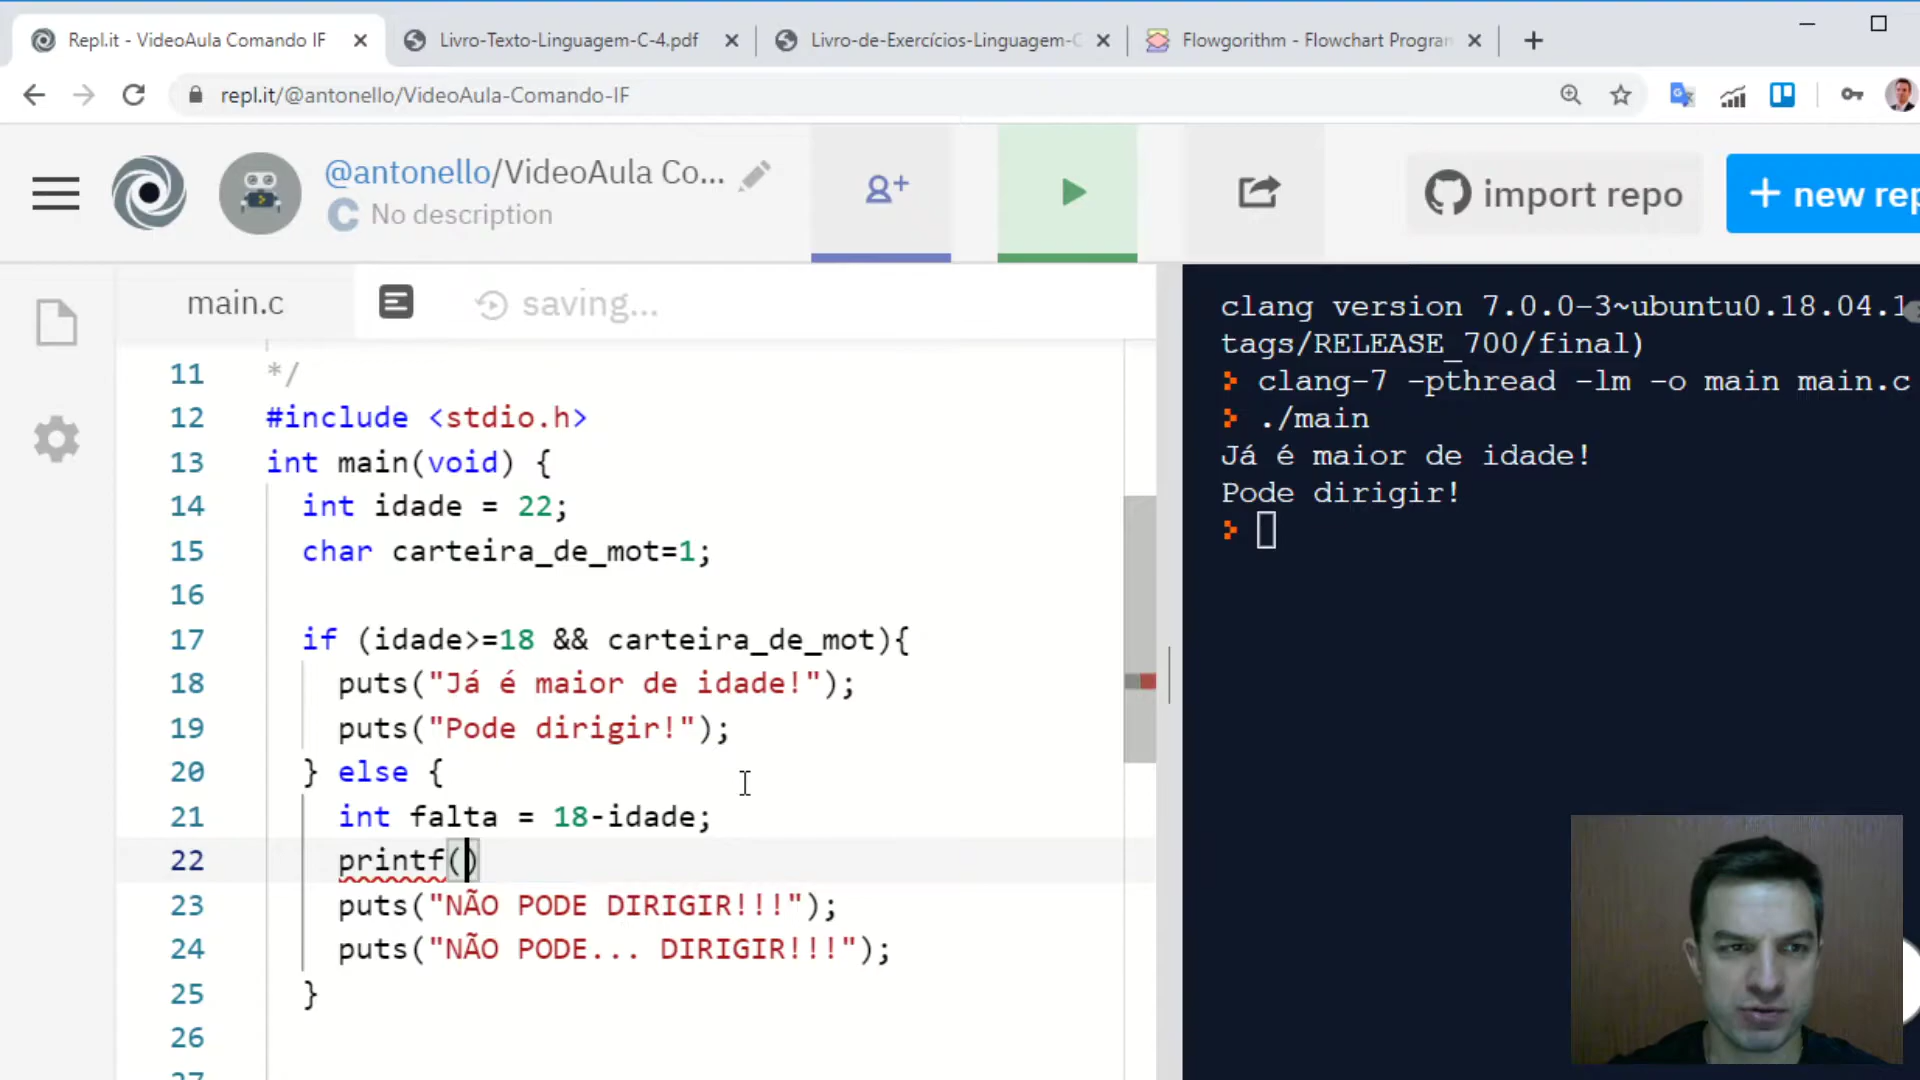 Repl.it - VideoAula Comando IF
Livro-Texto-Linguagem-C-4.pdf
Livro-de-Exercícios-Linguagem-C
Flowgorithm - Flowchart Program
repl.it/@antonello/VideoAula-Comando-IF
@antonello/VideoAula Co...
C No description
import repo
+ new rep
main.c
saving...
11 */
12 #include <stdio.h>
13 int main(void) {
14 int idade = 22;
15 char carteira_de_mot=1;
16
17 if (idade>=18 && carteira_de_mot){
18 puts("Já é maior de idade!");
19 puts("Pode dirigir!");
20 } else {
21 int falta = 18-idade;
22 printf()
23 puts("NÃO PODE DIRIGIR!!!");
24 puts("NÃO PODE... DIRIGIR!!!");
25 }
26
27
clang version 7.0.0-3~ubuntu0.18.04.1
tags/RELEASE_700/final)
clang-7 -pthread -lm -o main main.c
./main
Já é maior de idade!
Pode dirigir!